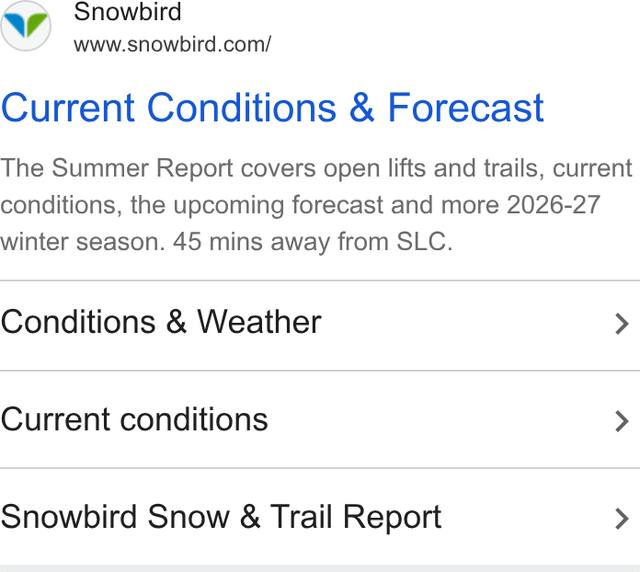 Snowbird
www.snowbird.com/
Current Conditions & Forecast
The Summer Report covers open lifts and trails, current
conditions, the upcoming forecast and more 2026-27
winter season. 45 mins away from SLC.
Conditions & Weather
Current conditions
Snowbird Snow & Trail Report